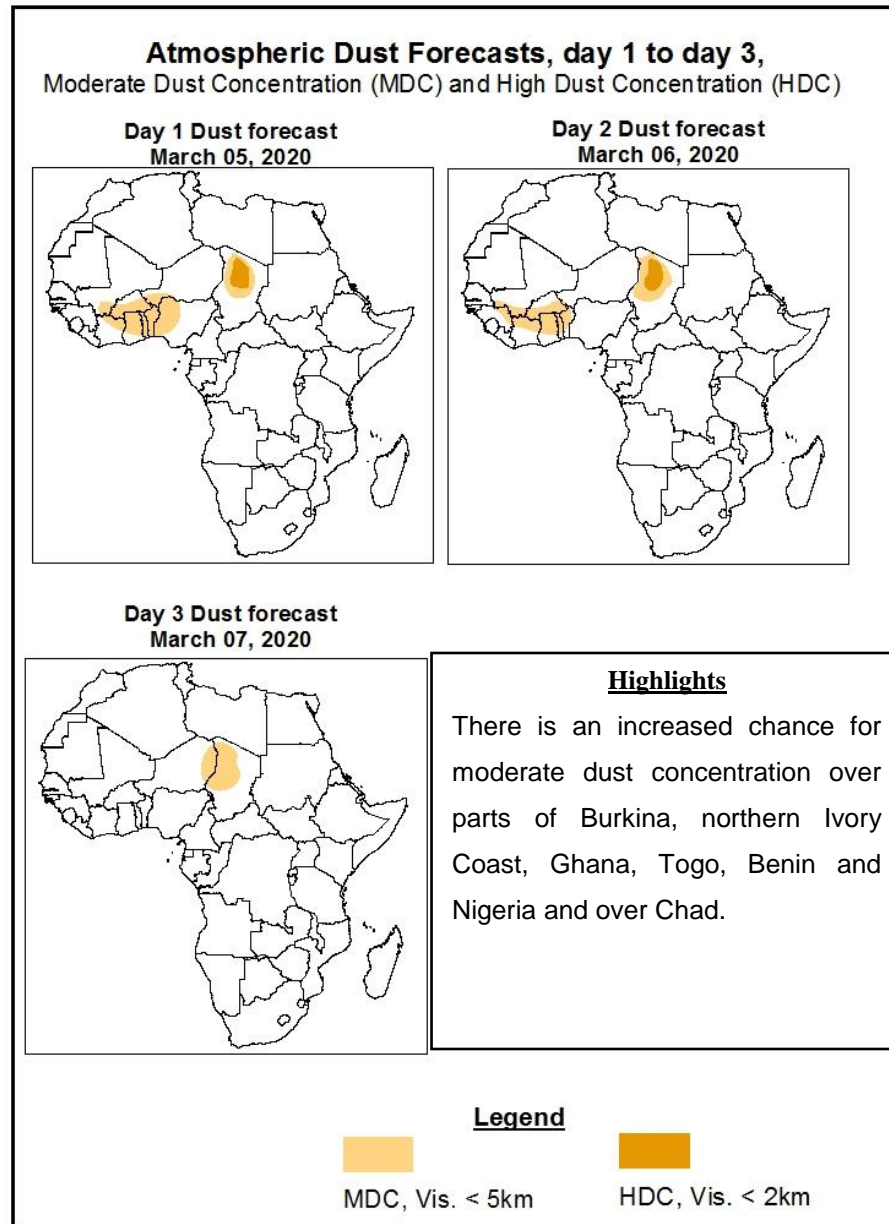 Atmospheric Dust Forecasts, day 1 to day 3,
Moderate Dust Concentration (MDC) and High Dust Concentration (HDC)
Day 1 Dust forecast
March 05, 2020
Day 2 Dust forecast
March 06, 2020
Day 3 Dust forecast
March 07, 2020
Highlights
There is an increased chance for
moderate dust concentration over
parts of Burkina, northern Ivory
Coast, Ghana, Togo, Benin and
Nigeria and over Chad.
Legend
MDC, Vis. < 5km
HDC, Vis. < 2km